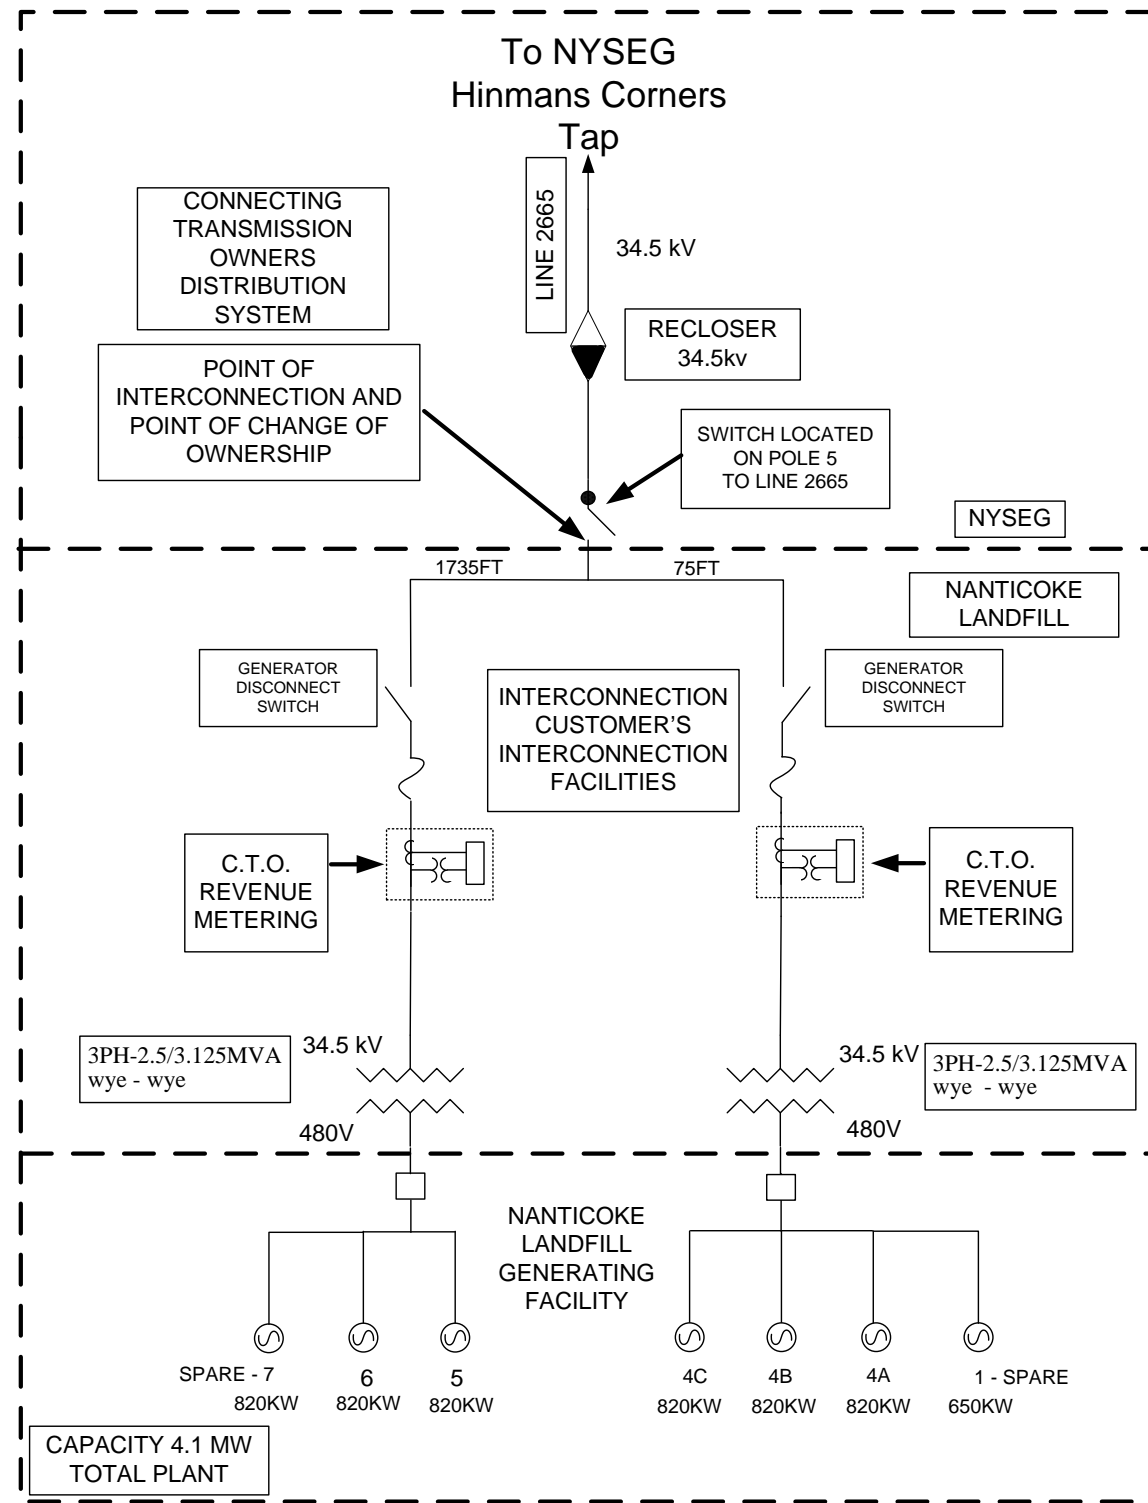 To NYSEG
Hinmans Corners
Tap
LINE 2665
34.5 kV
CONNECTING
TRANSMISSION
OWNERS
DISTRIBUTION
SYSTEM
RECLOSER
34.5kv
POINT OF
INTERCONNECTION AND
POINT OF CHANGE OF
OWNERSHIP
SWITCH LOCATED
ON POLE 5
TO LINE 2665
NYSEG
1735FT
75FT
NANTICOKE
LANDFILL
GENERATOR
DISCONNECT
SWITCH
INTERCONNECTION
CUSTOMER'S
INTERCONNECTION
FACILITIES
GENERATOR
DISCONNECT
SWITCH
C.T.O.
REVENUE
METERING
C.T.O.
REVENUE
METERING
3PH-2.5/3.125MVA
wye - wye
34.5 kV
480V
34.5 kV
3PH-2.5/3.125MVA
wye - wye
480V
NANTICOKE
LANDFILL
GENERATING
FACILITY
SPARE - 7
820KW
6
820KW
5
820KW
4C
820KW
4B
820KW
4A
820KW
1 - SPARE
650KW
CAPACITY 4.1 MW
TOTAL PLANT